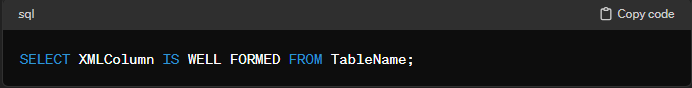 sql
Copy code
SELECT XMLColumn IS WELL FORMED FROM TableName;